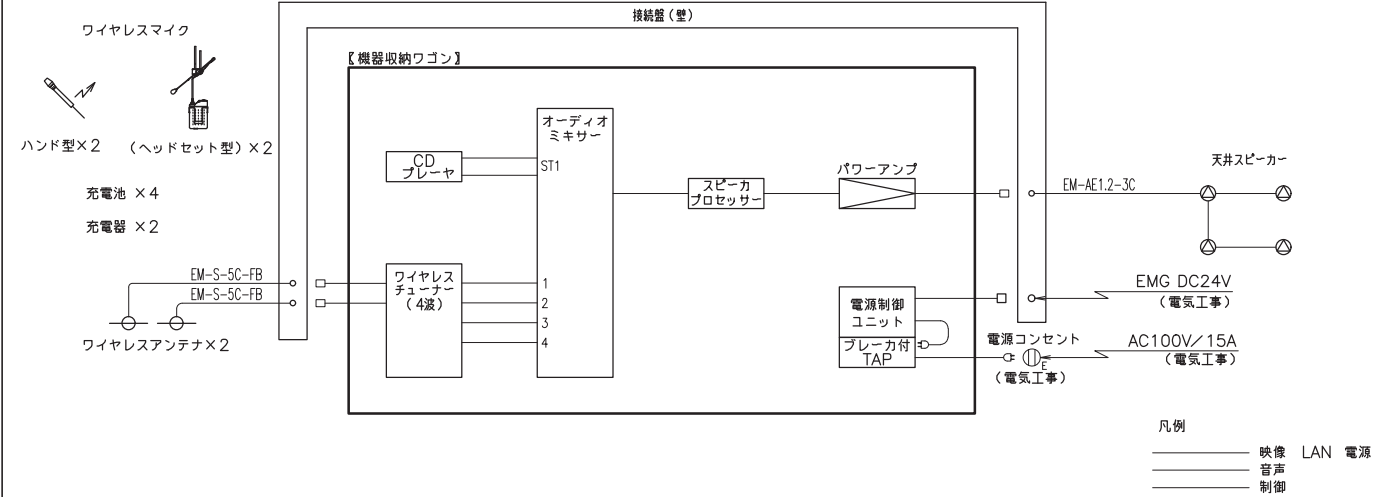 接続盤(壁)
ワイヤレスマイク
ハンド型×2
(ヘッドセット型)×2
充電池 ×4
充電器 ×2
EM-S-5C-FB
EM-S-5C-FB
ワイヤレスアンテナ×2
【機器収納ワゴン】
CD
プレーヤ
ワイヤレス
チューナー
(4波)
オーディオ
ミキサー
ST1
1
2
3
4
スピーカ
プロセッサー
パワーアンプ
電源制御
ユニット
ブレーカ付
TAP
EM-AE1.2-3C
天井スピーカー
EMG DC24V
(電気工事)
電源コンセント
E
(電気工事)
AC100V/15A
(電気工事)
凡例
映像 LAN 電源
音声
制御